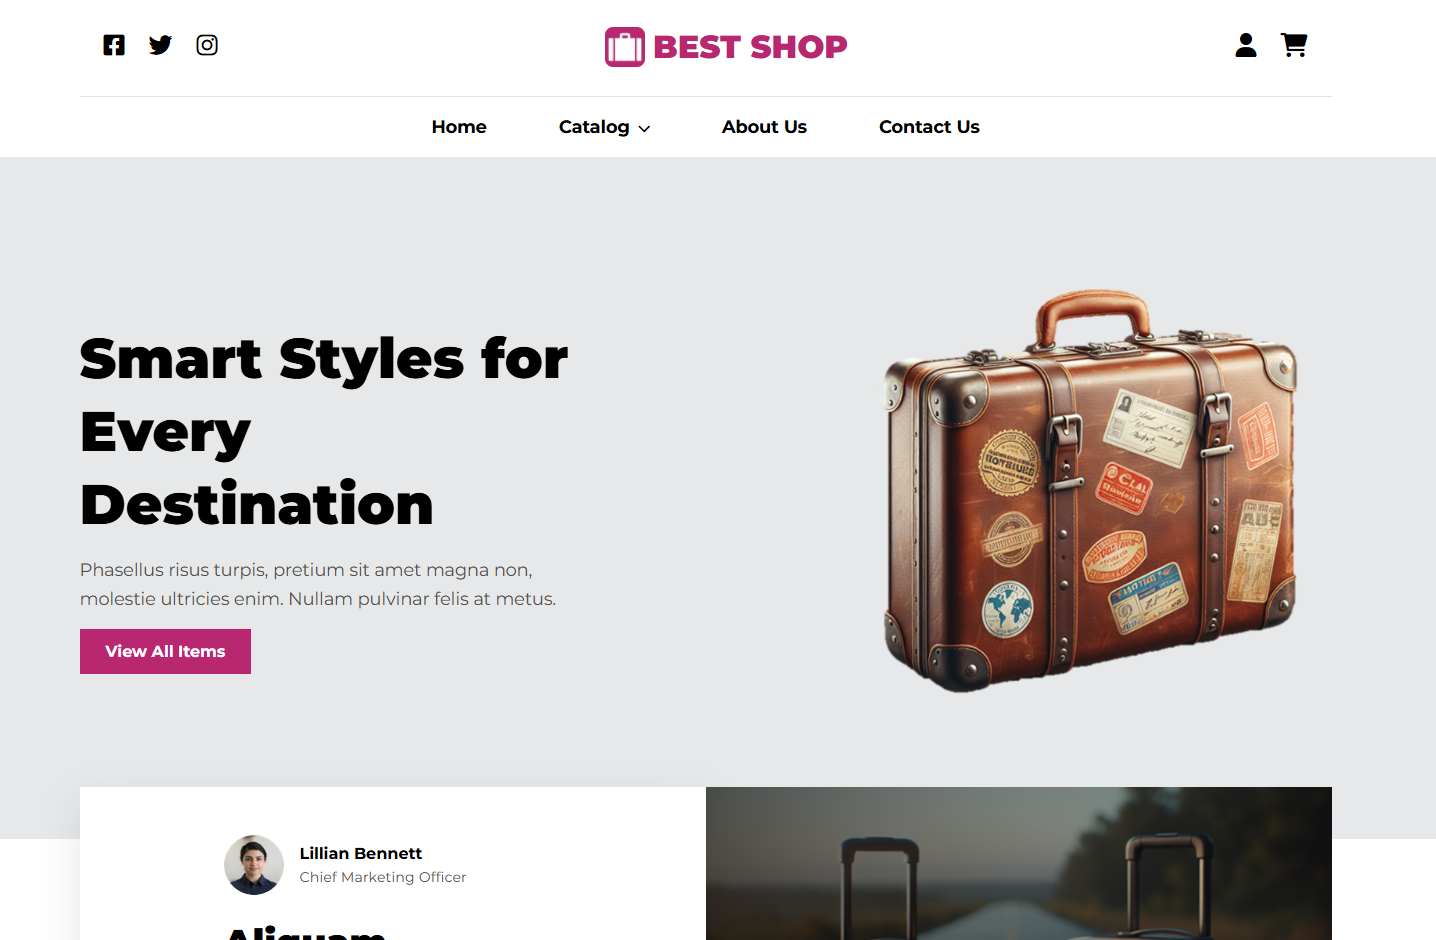 BEST SHOP
Home
Catalog
About Us
Contact Us
Smart Styles for
Every
Destination
Phasellus risus turpis, pretium sit amet magna non,
molestie ultricies enim. Nullam pulvinar felis at metus.
View All Items
Lillian Bennett
Chief Marketing Officer
Aliquam